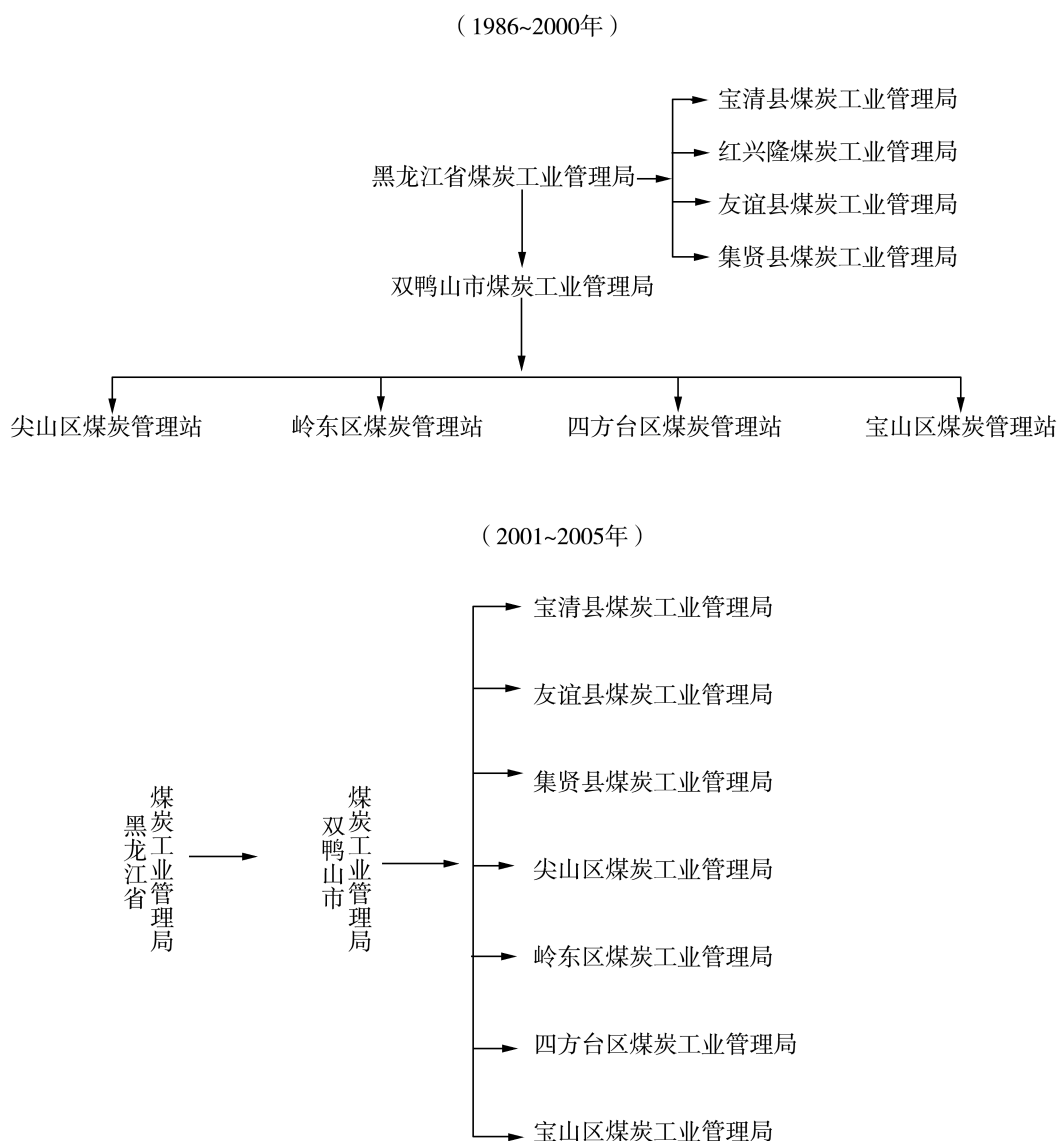 （1986~2000年）
宝清县煤炭工业管理局
红兴隆煤炭工业管理局
黑龙江省煤炭工业管理局
友谊县煤炭工业管理局
集贤县煤炭工业管理局
双鸭山市煤炭工业管理局
尖山区煤炭管理站
岭东区煤炭管理站
四方台区煤炭管理站
宝山区煤炭管理站
（2001~2005年）
黑龙江省
煤炭工业管理局
双鸭山市
煤炭工业管理局
宝清县煤炭工业管理局
友谊县煤炭工业管理局
集贤县煤炭工业管理局
尖山区煤炭工业管理局
岭东区煤炭工业管理局
四方台区煤炭工业管理局
宝山区煤炭工业管理局